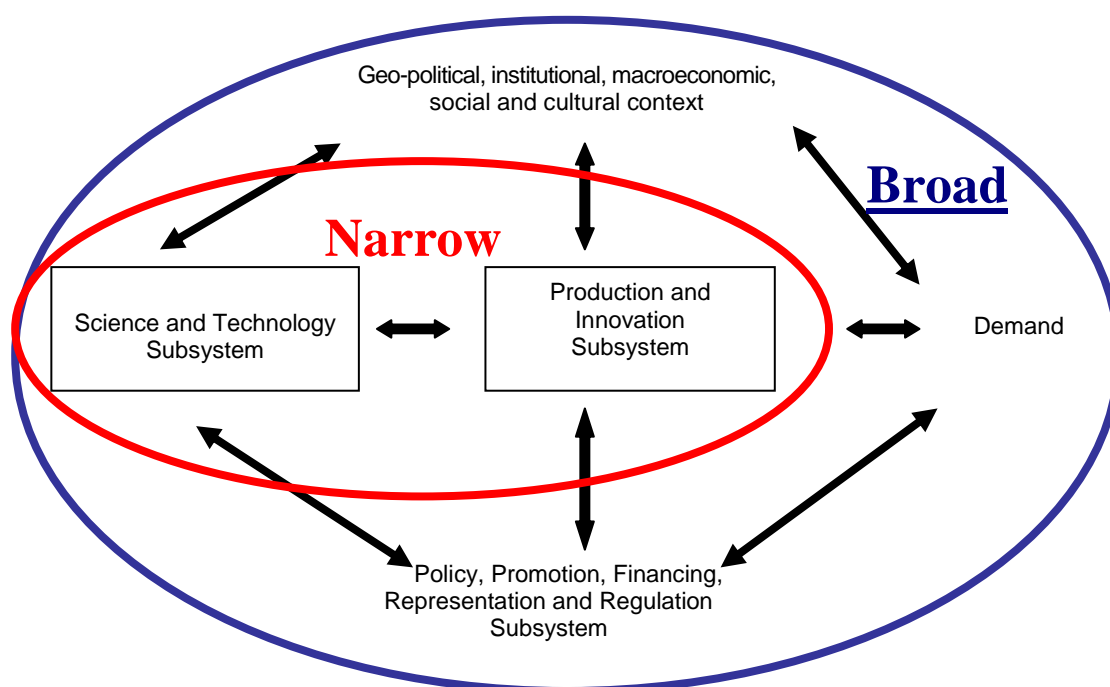 Geo-political, institutional, macroeconomic,
social and cultural context
Broad
Narrow
Science and Technology
Subsystem
Production and
Innovation
Subsystem
Demand
Policy, Promotion, Financing,
Representation and Regulation
Subsystem